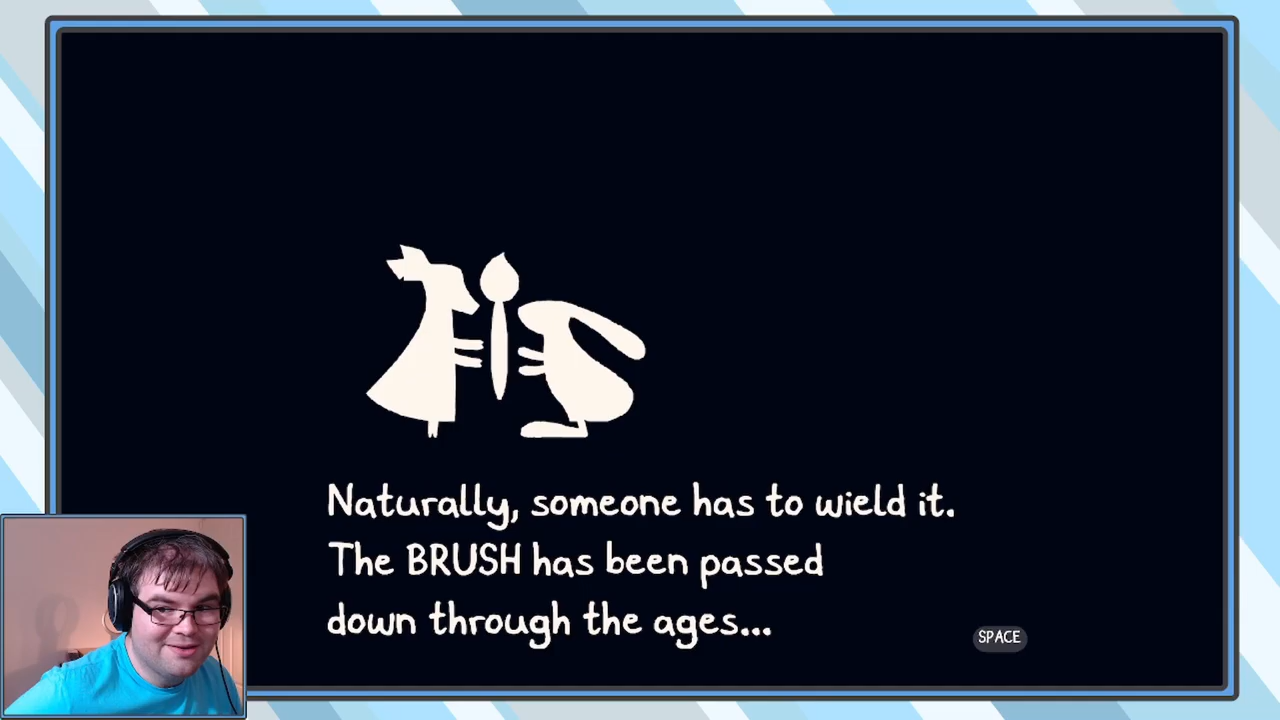 Naturally, someone has to wield it.
The BRUSH has been passed
down through the ages...
SPACE